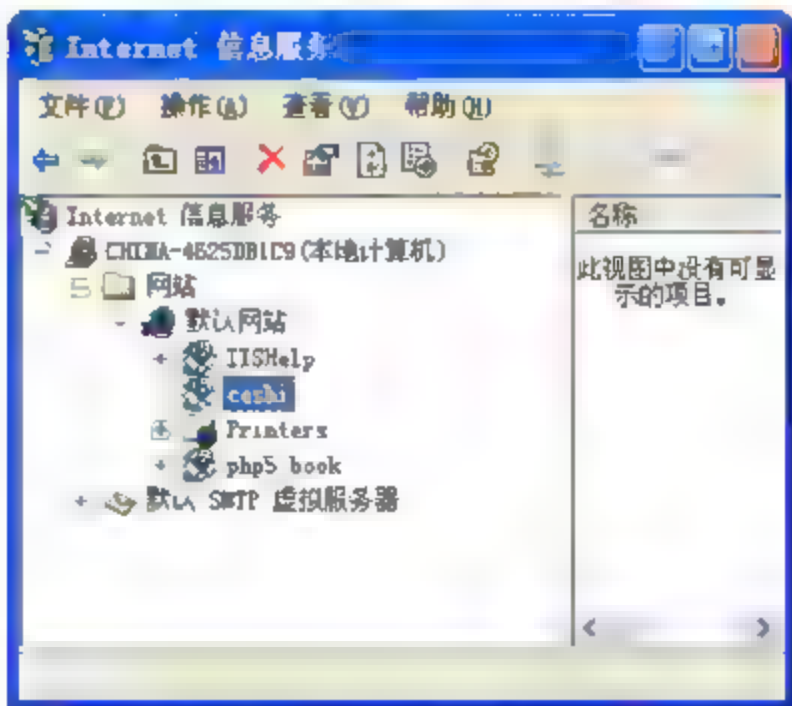 Internet 信息服务
文件(F) 操作(A) 查看(V) 帮助(H)
Internet 信息服务
CHINA-4625DB1C9(本地计算机)
网站
默认网站
IISHelp
ceshi
Printers
php5 book
默认 SMTP 虚拟服务器
名称
此视图中没有可显
示的项目。